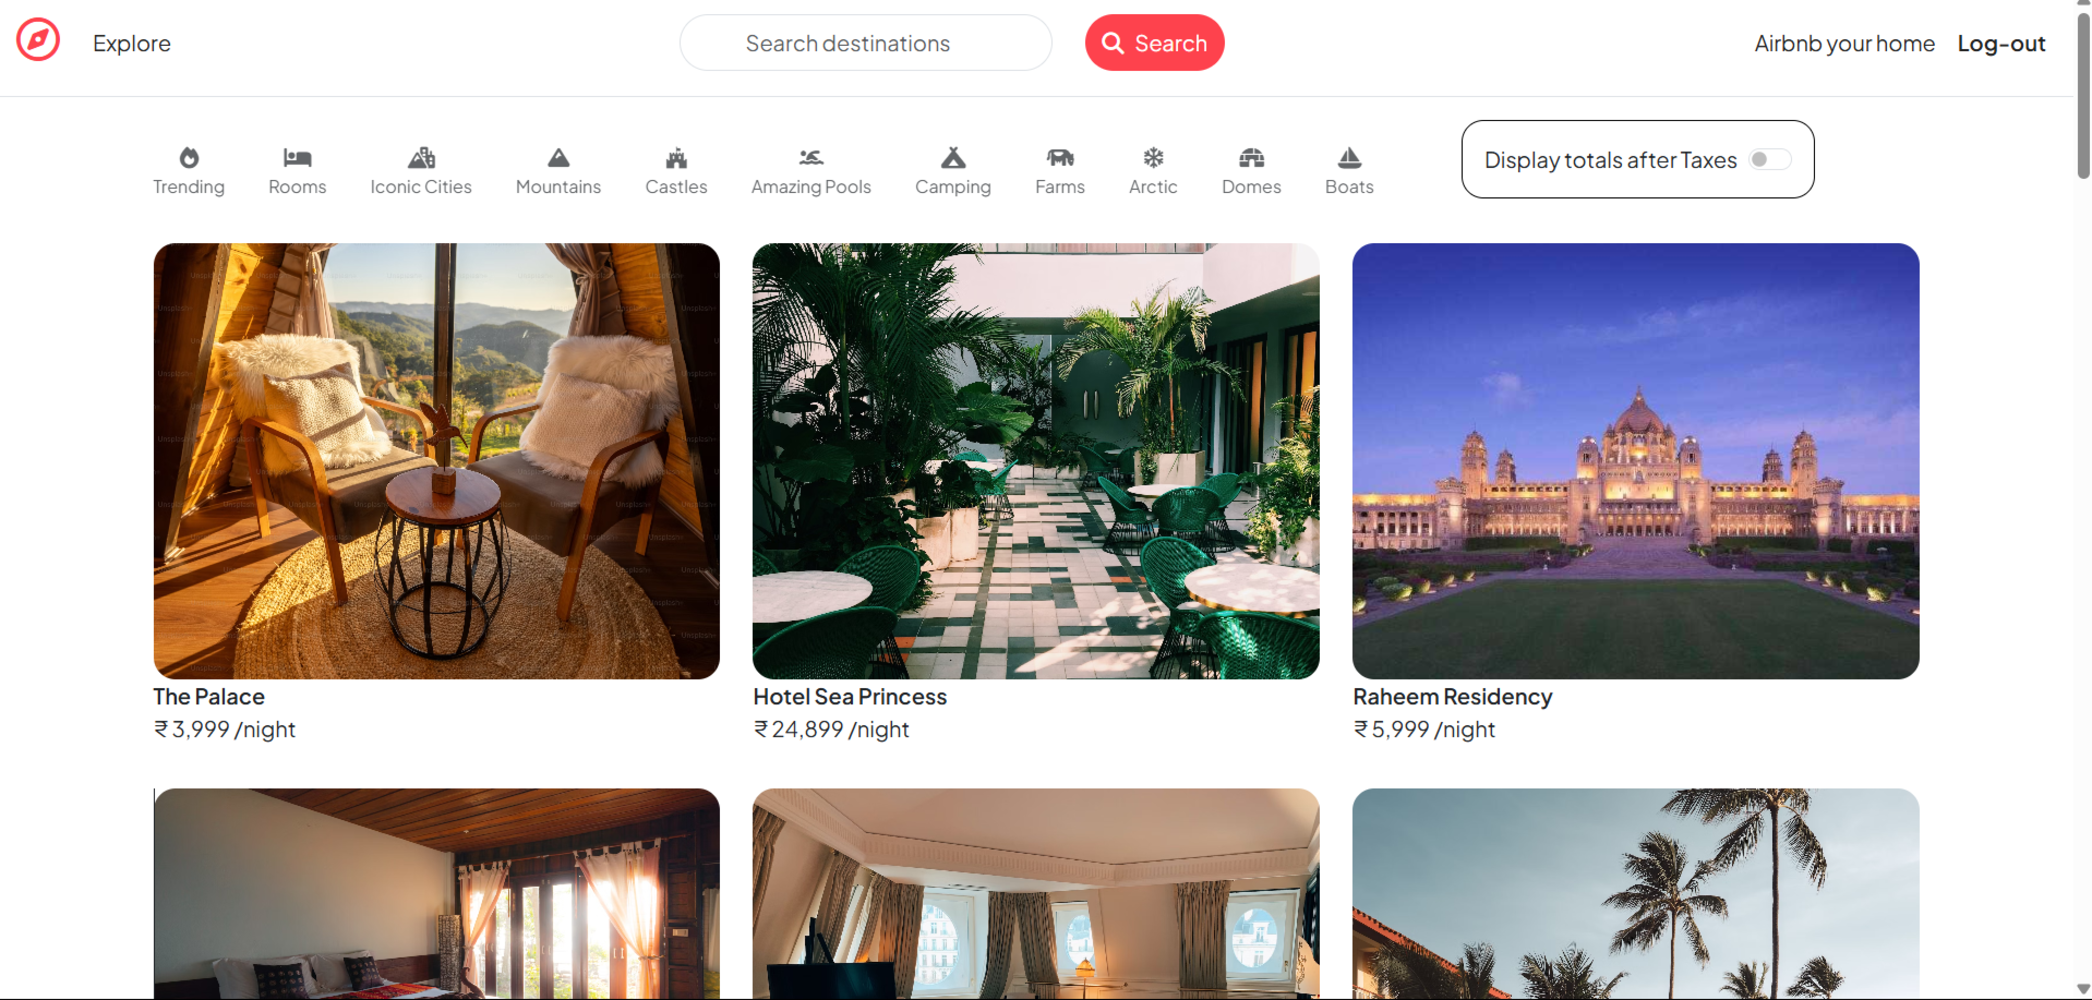 Explore
Search destinations
Search
Airbnb your home
Log-out
Trending
Rooms
Iconic Cities
Mountains
Castles
Amazing Pools
Camping
Farms
Arctic
Domes
Boats
Display totals after Taxes
The Palace
₹ 3,999 /night
Hotel Sea Princess
₹ 24,899 /night
Raheem Residency
₹ 5,999 /night